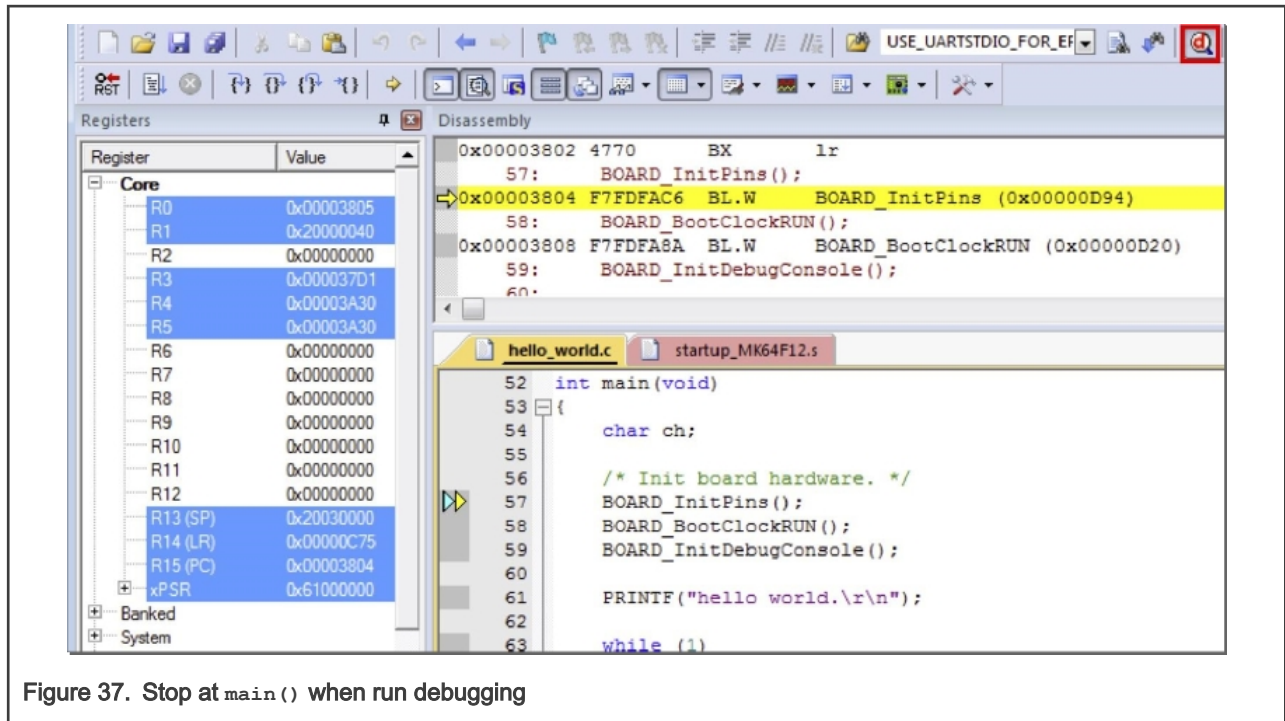 USE_UARTSTDIO_FOR_EF
RST
Registers
Register Value
Core
R0 0x00003805
R1 0x20000040
R2 0x00000000
R3 0x000037D1
R4 0x00003A30
R5 0x00003A30
R6 0x00000000
R7 0x00000000
R8 0x00000000
R9 0x00000000
R10 0x00000000
R11 0x00000000
R12 0x00000000
R13 (SP) 0x20030000
R14 (LR) 0x00000C75
R15 (PC) 0x00003804
xPSR 0x61000000
Banked
System
Disassembly
0x00003802 4770 BX lr
57: BOARD_InitPins();
0x00003804 F7FDFAC6 BL.W BOARD_InitPins (0x00000D94)
58: BOARD_BootClockRUN();
0x00003808 F7FDFA8A BL.W BOARD_BootClockRUN (0x00000D20)
59: BOARD_InitDebugConsole();
60:
hello_world.c startup_MK64F12.s
52 int main(void)
53 {
54 char ch;
55
56 /* Init board hardware. */
57 BOARD_InitPins();
58 BOARD_BootClockRUN();
59 BOARD_InitDebugConsole();
60
61 PRINTF("hello world.\r\n");
62
63 while (1)
Figure 37. Stop at main() when run debugging